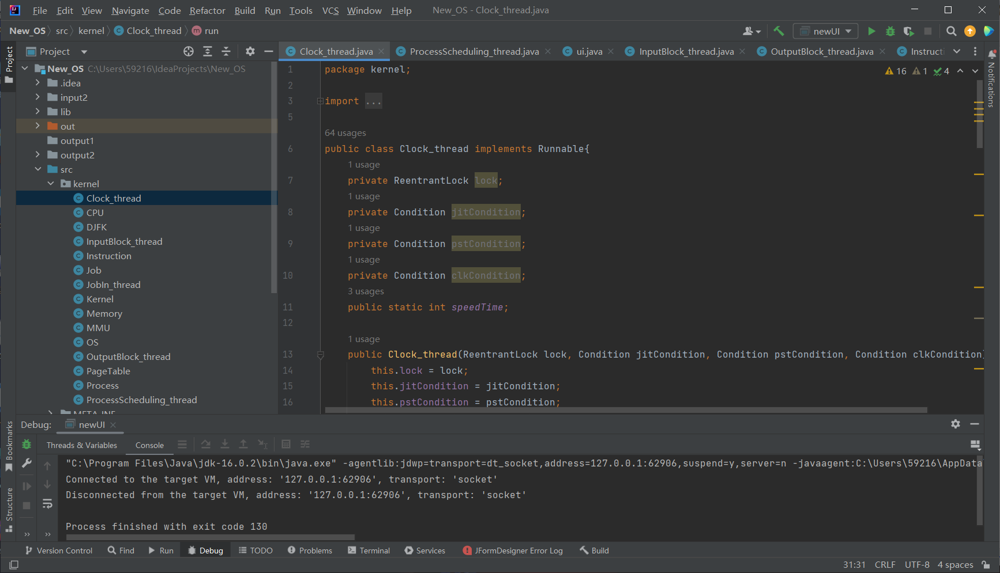 File Edit View Navigate Code Refactor Build Run Tools VCS Window Help New_OS - Clock_thread.java
New_OS src kernel Clock_thread run
newUI
Project
Clock_thread.java ProcessScheduling_thread.java ui.java InputBlock_thread.java OutputBlock_thread.java Instructi
Project
Notifications
New_OS C:\Users\59216\IdeaProjects\New_OS
.idea
input2
lib
out
output1
output2
src
kernel
Clock_thread
CPU
DJFK
InputBlock_thread
Instruction
Job
JobIn_thread
Kernel
Memory
MMU
OS
OutputBlock_thread
PageTable
Process
ProcessScheduling_thread
META-INF
16 1 4
1 package kernel;
2
3 import ...
5
64 usages
6 public class Clock_thread implements Runnable{
1 usage
7 private ReentrantLock lock;
1 usage
8 private Condition jitCondition;
1 usage
9 private Condition pstCondition;
1 usage
10 private Condition clkCondition;
3 usages
11 public static int speedTime;
12
1 usage
13 public Clock_thread(ReentrantLock lock, Condition jitCondition, Condition pstCondition, Condition clkCondition)
14 this.lock = lock;
15 this.jitCondition = jitCondition;
16 this.pstCondition = pstCondition;
Bookmarks
Structure
Debug: newUI
Threads & Variables Console
"C:\Program Files\Java\jdk-16.0.2\bin\java.exe" -agentlib:jdwp=transport=dt_socket,address=127.0.0.1:62906,suspend=y,server=n -javaagent:C:\Users\59216\AppData
Connected to the target VM, address: '127.0.0.1:62906', transport: 'socket'
Disconnected from the target VM, address: '127.0.0.1:62906', transport: 'socket'
Process finished with exit code 130
Version Control Find Run Debug TODO Problems Terminal Services JFormDesigner Error Log Build
31:31 CRLF UTF-8 4 spaces